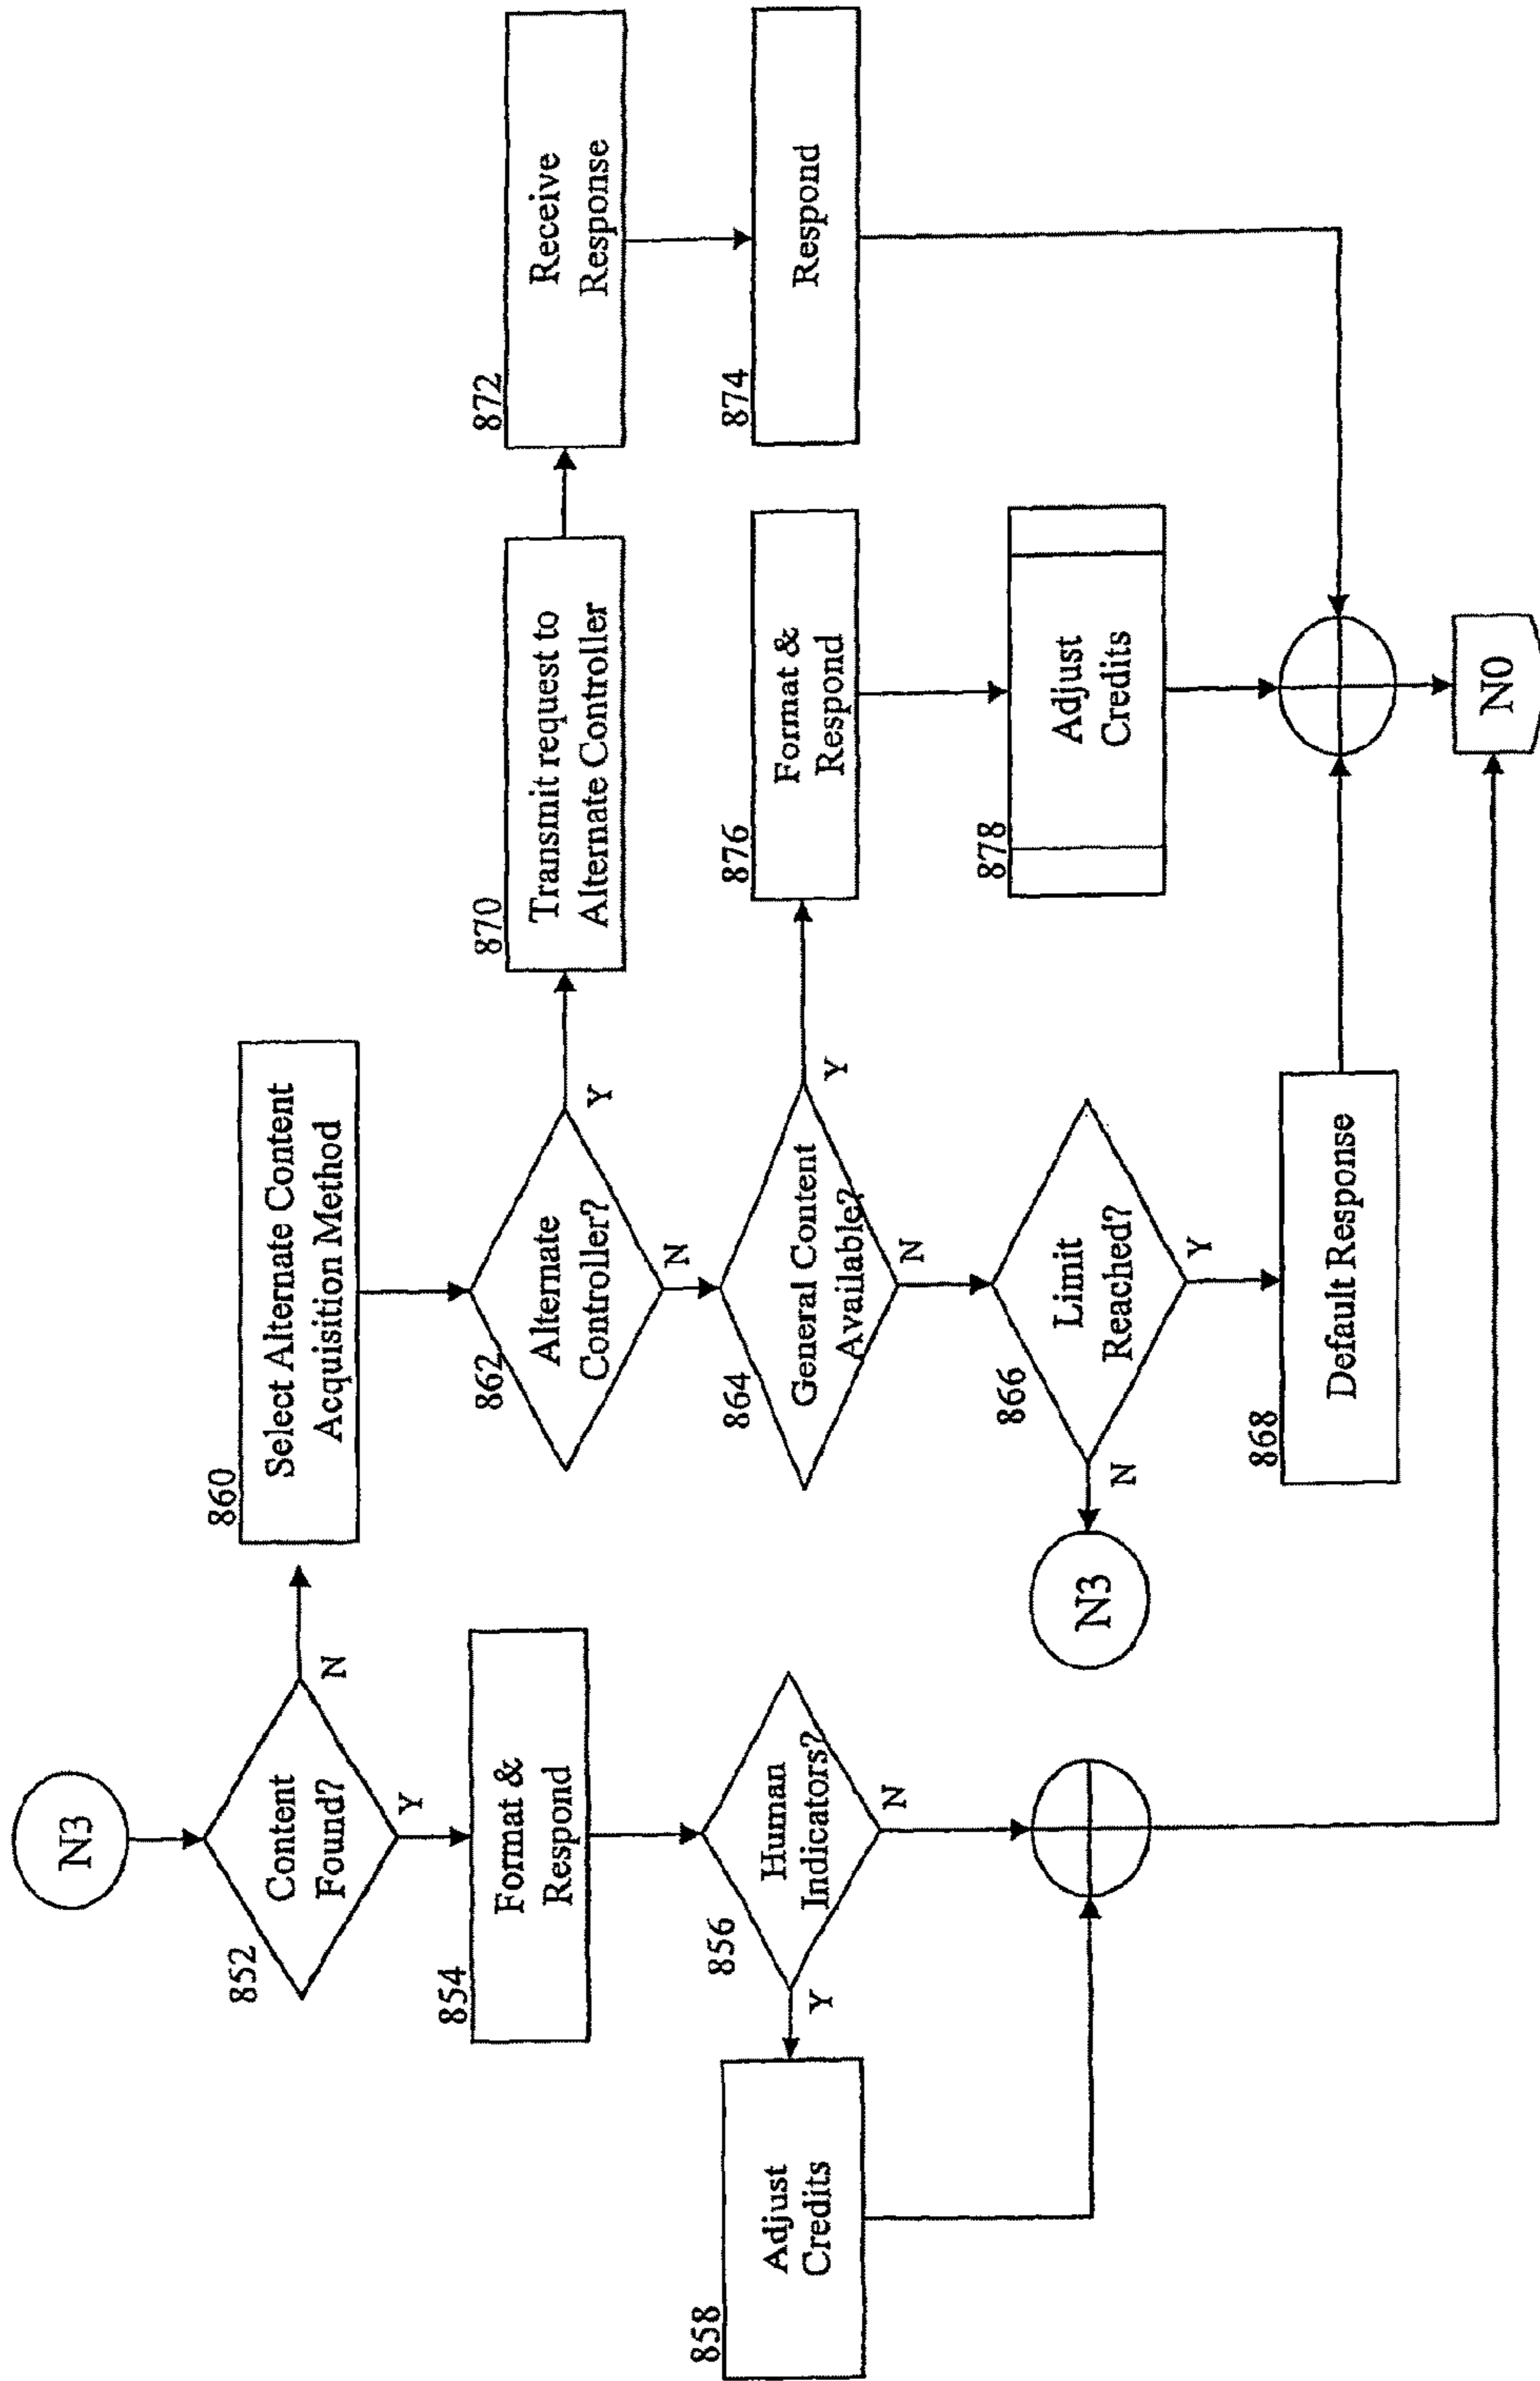 N3
852
Content
Found?
N
Y
860
Select Alternate Content
Acquisition Method
854
Format &
Respond
862
Alternate
Controller?
Y
N
870
Transmit request to
Alternate Controller
872
Receive
Response
856
Human
Indicators?
Y
N
858
Adjust
Credits
864
General Content
Available?
Y
N
876
Format &
Respond
874
Respond
866
Limit
Reached?
N
Y
N3
878
Adjust
Credits
868
Default Response
N0